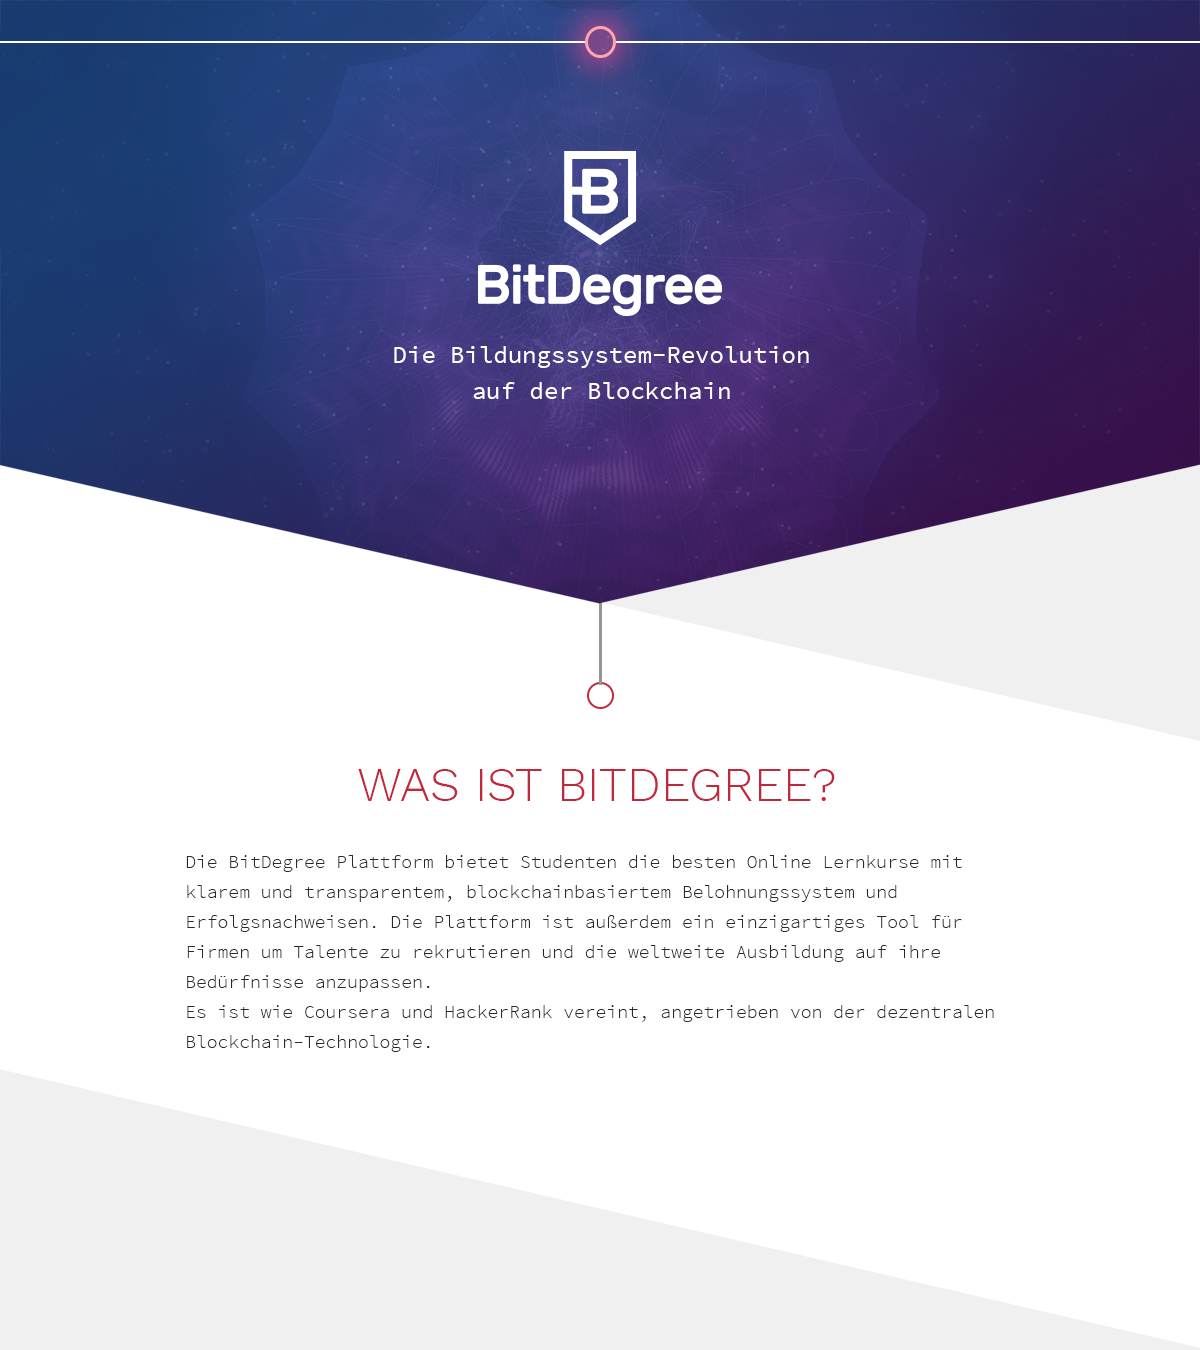 B
BitDegree
Die Bildungssystem-Revolution
auf der Blockchain
WAS IST BITDEGREE?
Die BitDegree Plattform bietet Studenten die besten Online Lernkurse mit
klarem und transparentem, blockchainbasiertem Belohnungssystem und
Erfolgsnachweisen. Die Plattform ist außerdem ein einzigartiges Tool für
Firmen um Talente zu rekrutieren und die weltweite Ausbildung auf ihre
Bedürfnisse anzupassen.
Es ist wie Coursera und HackerRank vereint, angetrieben von der dezentralen
Blockchain-Technologie.